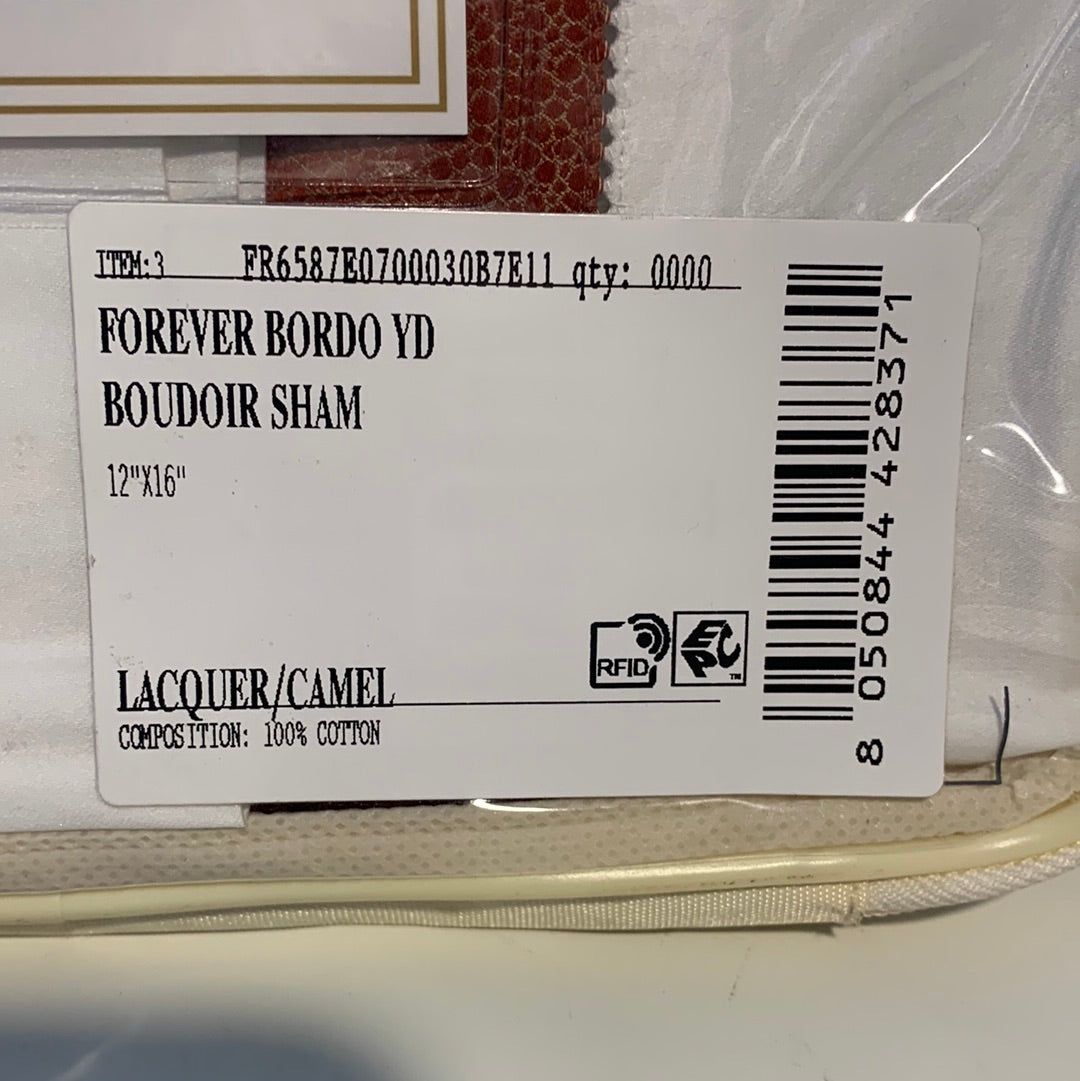 ITEM:3 FR6587E0700030B7E11 qty: 0000
FOREVER BORDO YD
BOUDOIR SHAM
12"X16"
LACQUER/CAMEL
COMPOSITION: 100% COTTON
RFID
EPC
TM
8 050844 428371